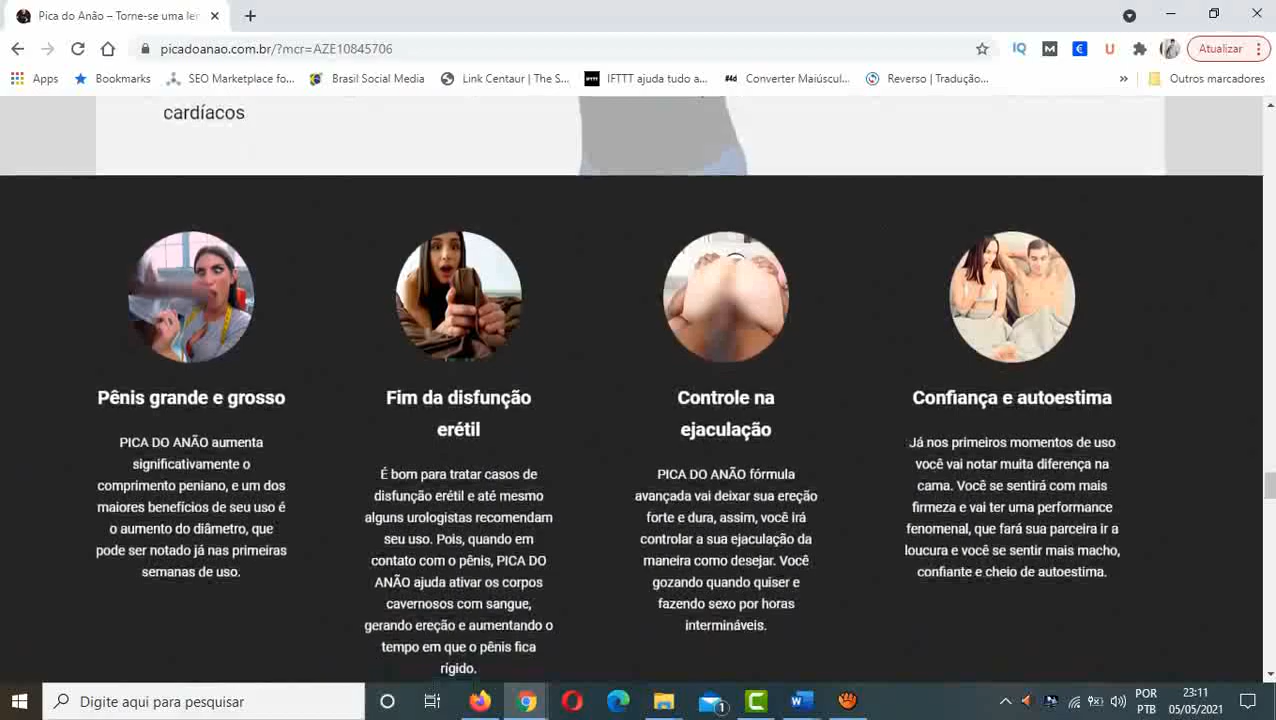 Pica do Anão – Torne-se uma ler
picadoanao.com.br/?mcr=AZE10845706
Atualizar
Apps
Bookmarks
SEO Marketplace fo...
Brasil Social Media
Link Centaur | The S...
IFTTT ajuda tudo a...
Converter Maiúscul...
Reverso | Tradução...
»
Outros marcadores
cardíacos
Pênis grande e grosso
PICA DO ANÃO aumenta
significativamente o
comprimento peniano, e um dos
maiores benefícios de seu uso é
o aumento do diâmetro, que
pode ser notado já nas primeiras
semanas de uso.
Fim da disfunção
erétil
É bom para tratar casos de
disfunção erétil e até mesmo
alguns urologistas recomendam
seu uso. Pois, quando em
contato com o pênis, PICA DO
ANÃO ajuda ativar os corpos
cavernosos com sangue,
gerando ereção e aumentando o
tempo em que o pênis fica
rígido.
Controle na
ejaculação
PICA DO ANÃO fórmula
avançada vai deixar sua ereção
forte e dura, assim, você irá
controlar a sua ejaculação da
maneira como desejar. Você
gozando quando quiser e
fazendo sexo por horas
intermináveis.
Confiança e autoestima
Já nos primeiros momentos de uso
você vai notar muita diferença na
cama. Você se sentirá com mais
firmeza e vai ter uma performance
fenomenal, que fará sua parceira ir a
loucura e você se sentir mais macho,
confiante e cheio de autoestima.
Digite aqui para pesquisar
1
POR
PTB
23:11
05/05/2021